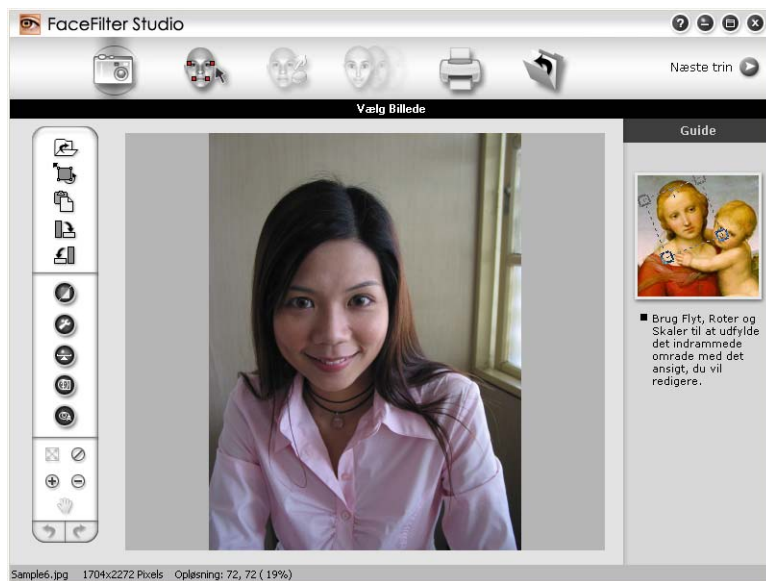 FaceFilter Studio
Næste trin
Vælg Billede
Guide
Brug Flyt, Roter og
Skaler til at udfylde
det indrammede
omrade med det
ansigt, du vil
redigere.
Sample6.jpg 1704x2272 Pixels Opløsning: 72, 72 ( 19%)